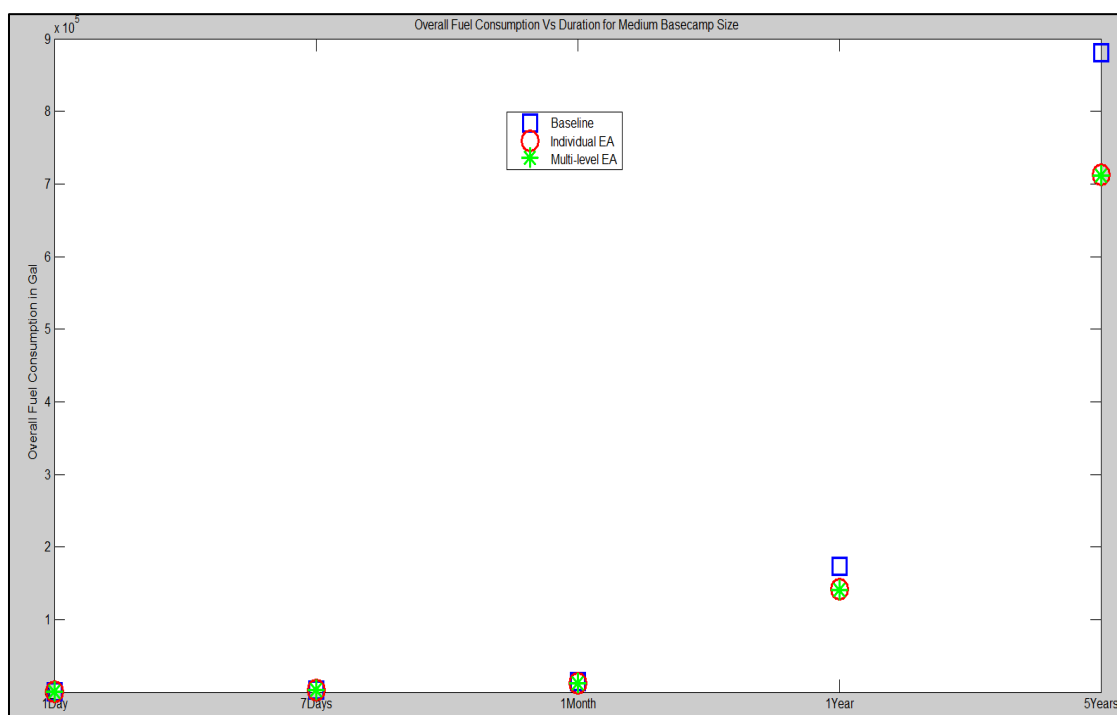 Overall Fuel Consumption Vs Duration for Medium Basecamp Size
x 10^5
9
8
7
6
5
4
3
2
1
Overall Fuel Consumption in Gal
Baseline
Individual EA
Multi-level EA
1Day
7Days
1Month
1Year
5Years